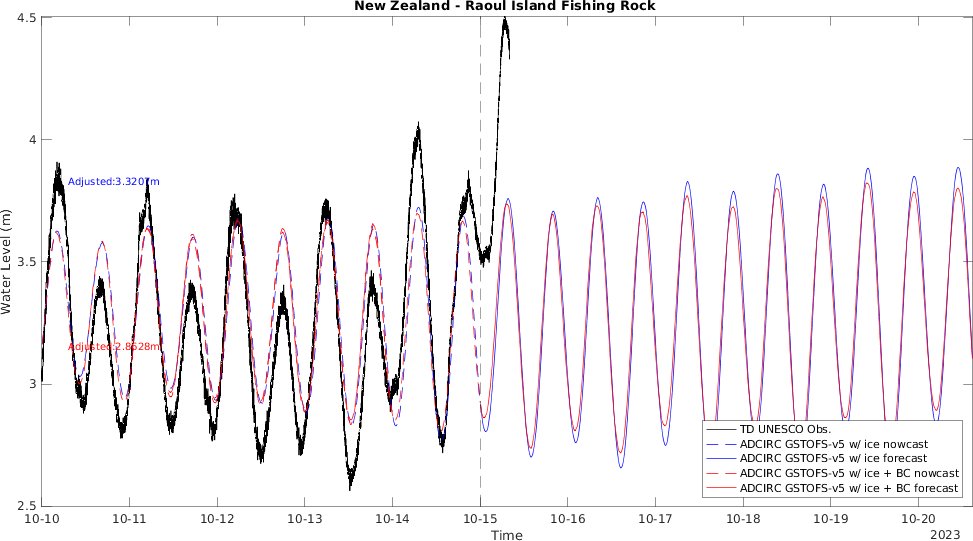 New Zealand - Raoul Island Fishing Rock
4.5
4
3.5
3
2.5
Water Level (m)
Adjusted:3.3207m
Adjusted:2.8628m
TD UNESCO Obs.
ADCIRC GSTOFS-v5 w/ ice nowcast
ADCIRC GSTOFS-v5 w/ ice forecast
ADCIRC GSTOFS-v5 w/ ice + BC nowcast
ADCIRC GSTOFS-v5 w/ ice + BC forecast
10-10 10-11 10-12 10-13 10-14 10-15 10-16 10-17 10-18 10-19 10-20
Time
2023